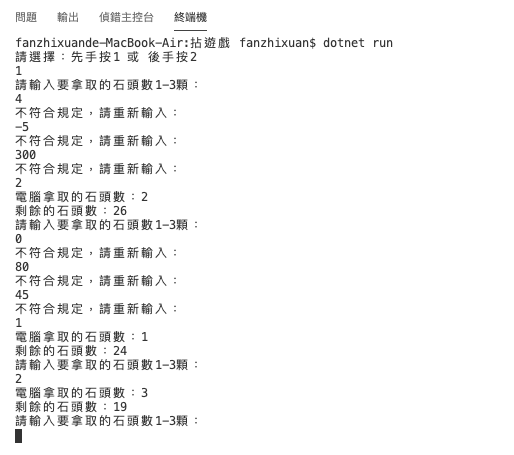 問題 輸出 偵錯主控台 終端機
fanzhixuande-MacBook-Air:拈遊戲 fanzhixuan$ dotnet run
請選擇：先手按1 或 後手按2
1
請輸入要拿取的石頭數1-3顆：
4
不符合規定，請重新輸入：
-5
不符合規定，請重新輸入：
300
不符合規定，請重新輸入：
2
電腦拿取的石頭數：2
剩餘的石頭數：26
請輸入要拿取的石頭數1-3顆：
0
不符合規定，請重新輸入：
80
不符合規定，請重新輸入：
45
不符合規定，請重新輸入：
1
電腦拿取的石頭數：1
剩餘的石頭數：24
請輸入要拿取的石頭數1-3顆：
2
電腦拿取的石頭數：3
剩餘的石頭數：19
請輸入要拿取的石頭數1-3顆：